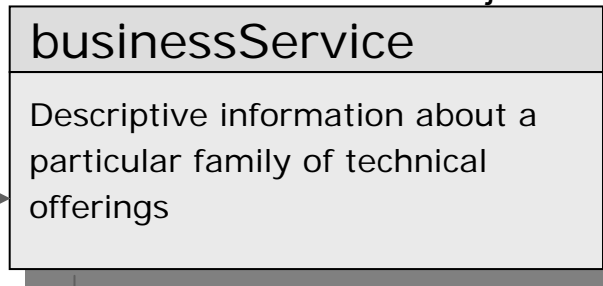 businessService
Descriptive information about a
particular family of technical
offerings